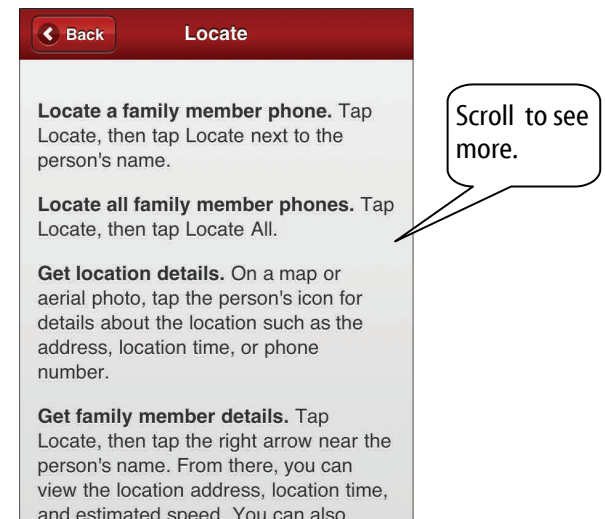 Back
Locate
Locate a family member phone. Tap
Locate, then tap Locate next to the
person's name.
Locate all family member phones. Tap
Locate, then tap Locate All.
Get location details. On a map or
aerial photo, tap the person's icon for
details about the location such as the
address, location time, or phone
number.
Get family member details. Tap
Locate, then tap the right arrow near the
person's name. From there, you can
view the location address, location time,
and estimated speed. You can also
Scroll to see
more.